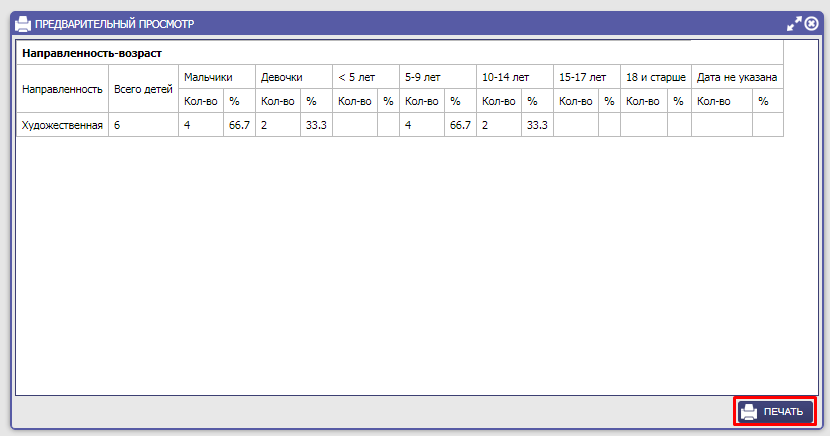 ПРЕДВАРИТЕЛЬНЫЙ ПРОСМОТР
Направленность-возраст
Направленность Всего детей Мальчики Девочки < 5 лет 5-9 лет 10-14 лет 15-17 лет 18 и старше Дата не указана
Кол-во % Кол-во % Кол-во % Кол-во % Кол-во % Кол-во % Кол-во % Кол-во %
Художественная 6 4 66.7 2 33.3 4 66.7 2 33.3
ПЕЧАТЬ